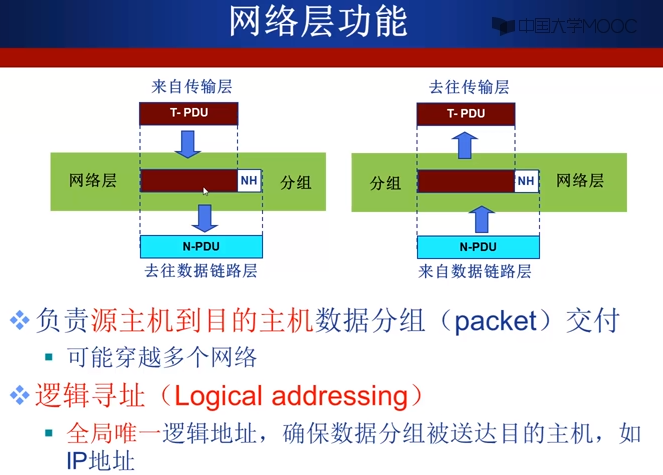 网络层功能
中国大学MOOC
来自传输层
去往传输层
T- PDU
T- PDU
网络层
NH
分组
分组
NH
网络层
N-PDU
N-PDU
去往数据链路层
来自数据链路层
负责源主机到目的主机数据分组（packet）交付
可能穿越多个网络
逻辑寻址（Logical addressing）
全局唯一逻辑地址，确保数据分组被送达目的主机，如
IP地址